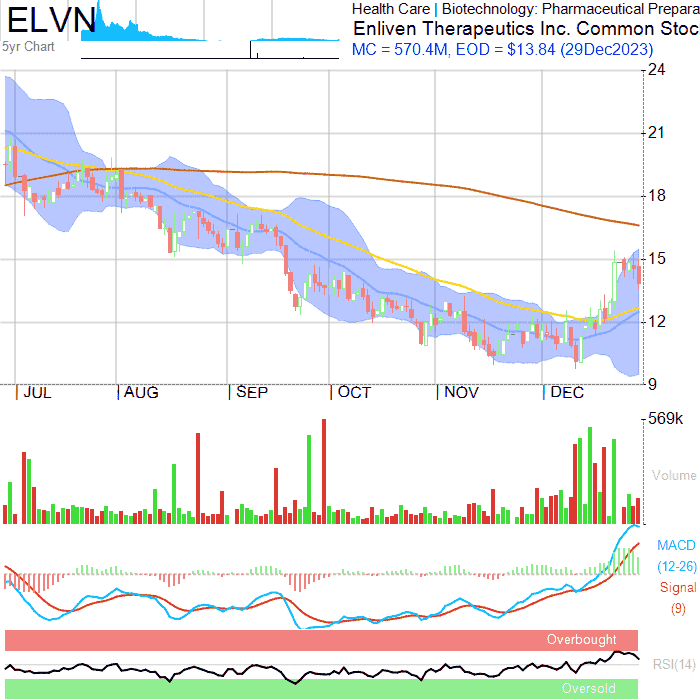 ELVN
5yr Chart
Health Care | Biotechnology: Pharmaceutical Prepara
Enliven Therapeutics Inc. Common Stoc
MC = 570.4M, EOD = $13.84 (29Dec2023)
24
21
18
15
12
9
JUL AUG SEP OCT NOV DEC
569k
Volume
MACD
(12-26)
Signal
(9)
Overbought
RSI(14)
Oversold